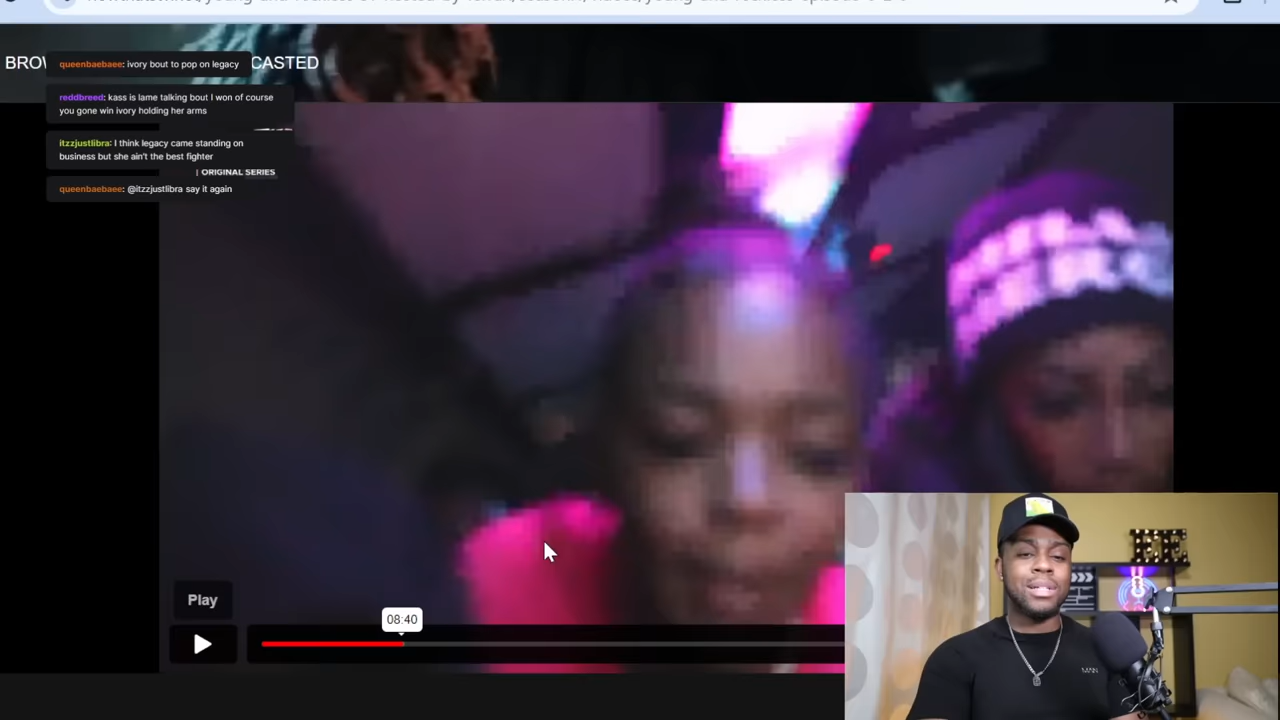 BROW
CASTED
queenbaebaee: ivory bout to pop on legacy
reddbreed: kass is lame talking bout I won of course
you gone win ivory holding her arms
itzzjustlibra: I think legacy came standing on
business but she ain't the best fighter
| ORIGINAL SERIES
queenbaebaee: @itzzjustlibra say it again
Play
08:40